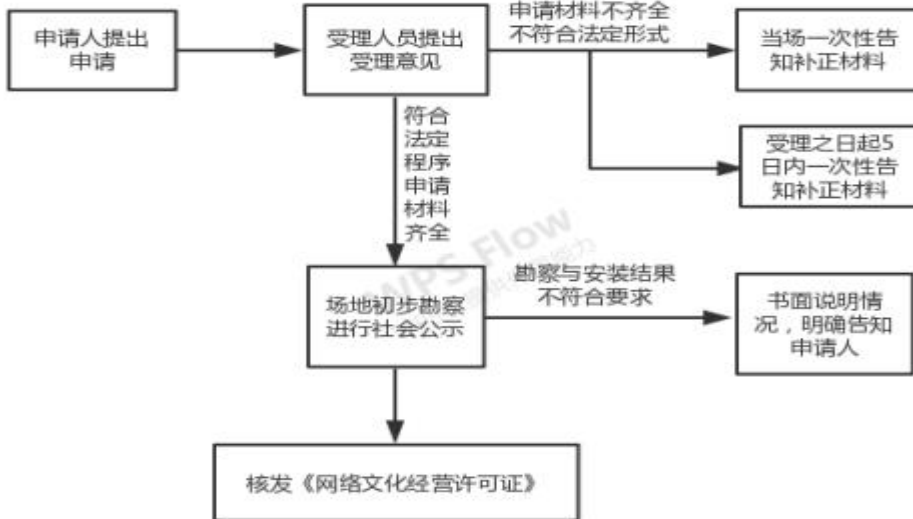 申请人提出
申请
受理人员提出
受理意见
申请材料不齐全
不符合法定形式
当场一次性告
知补正材料
受理之日起5
日内一次性告
知补正材料
符合
法定
程序
申请
材料
齐全
WPS Flow
场地初步勘察
进行社会公示
勘察与安装结果
不符合要求
书面说明情
况，明确告知
申请人
核发《网络文化经营许可证》